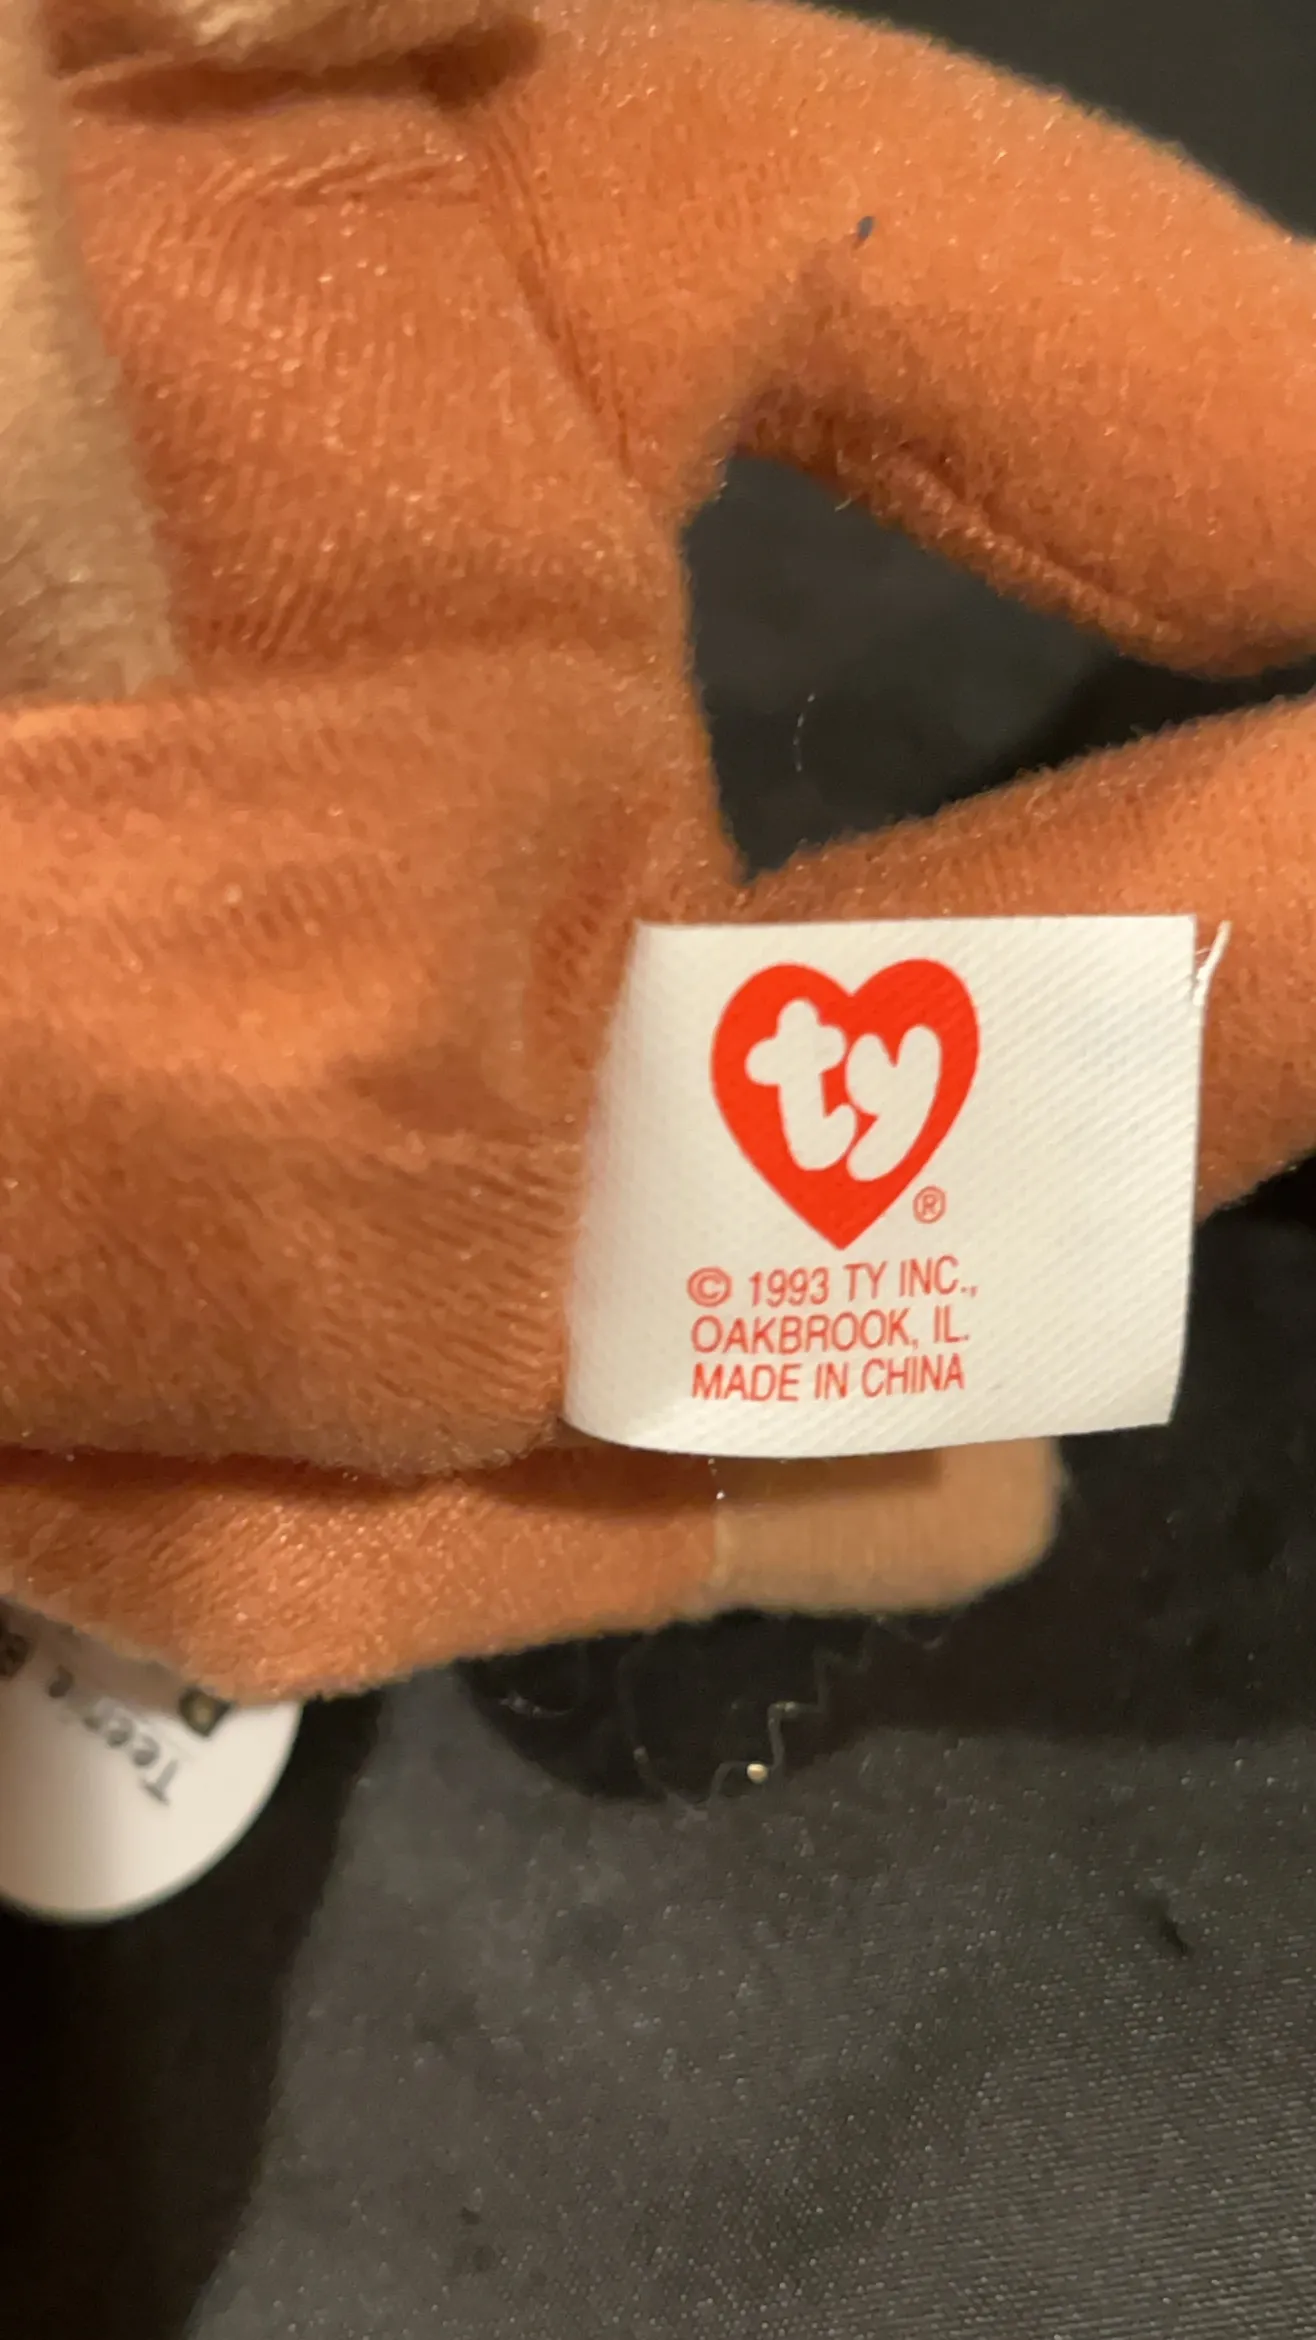 ty
®
© 1993 TY INC.,
OAKBROOK, IL.
MADE IN CHINA